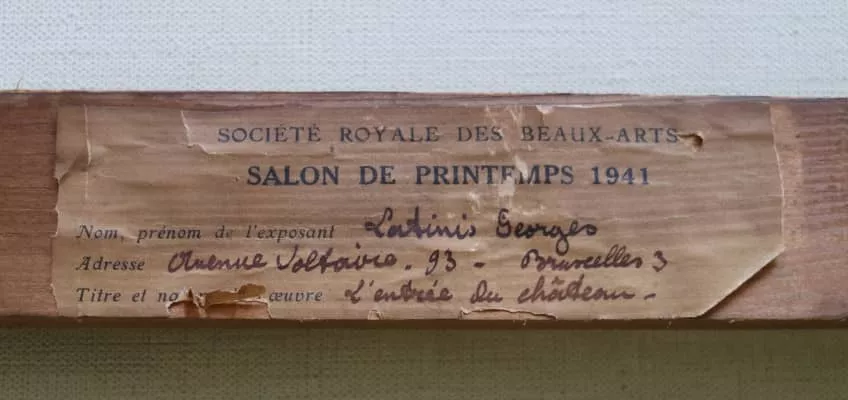 SOCIÉTÉ ROYALE DES BEAUX-ARTS
SALON DE PRINTEMPS 1941
Nom, prénom de l'exposant Latinis Georges
Adresse Avenue Voltaire. 93 - Bruxelles 3
Titre et na œuvre L'entrée du château -